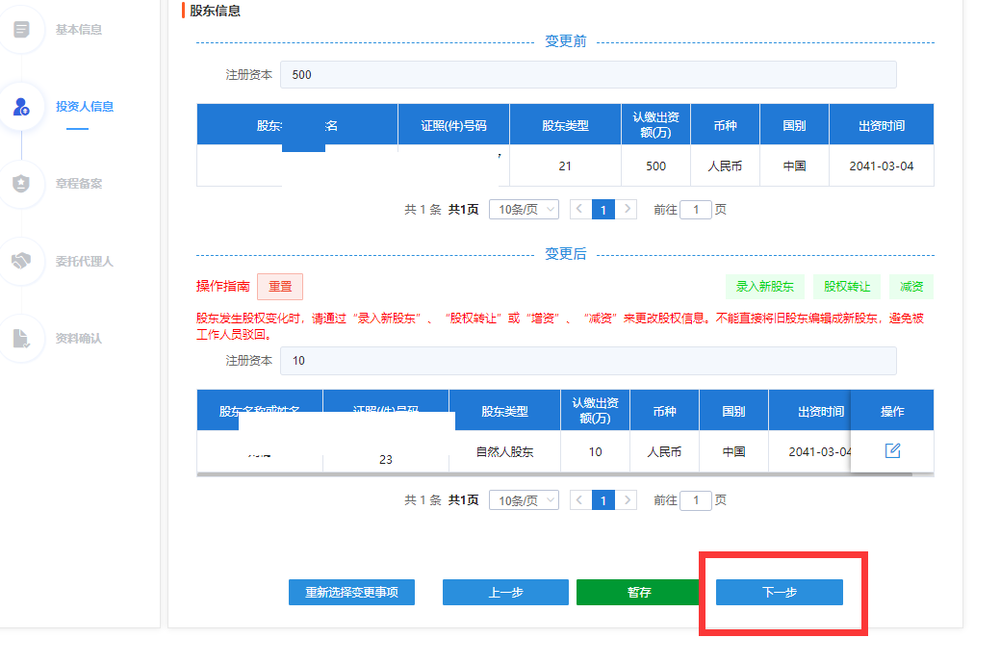 基本信息
投资人信息
章程备案
委托代理人
资料确认
股东信息
变更前
注册资本 500
股东 名 证照(件)号码 股东类型 认缴出资额(万) 币种 国别 出资时间
21 500 人民币 中国 2041-03-04
共 1 条 共1页 10条/页 < 1 > 前往 1 页
变更后
操作指南 重置 录入新股东 股权转让 减资
股东发生股权变化时，请通过“录入新股东”、“股权转让”或“增资”、“减资”来更改股权信息。不能直接将旧股东编辑成新股东，避免被
工作人员驳回。
注册资本 10
股东名称或姓名 证照(件)号码 股东类型 认缴出资额(万) 币种 国别 出资时间 操作
23 自然人股东 10 人民币 中国 2041-03-04
共 1 条 共1页 10条/页 < 1 > 前往 1 页
重新选择变更事项 上一步 暂存 下一步